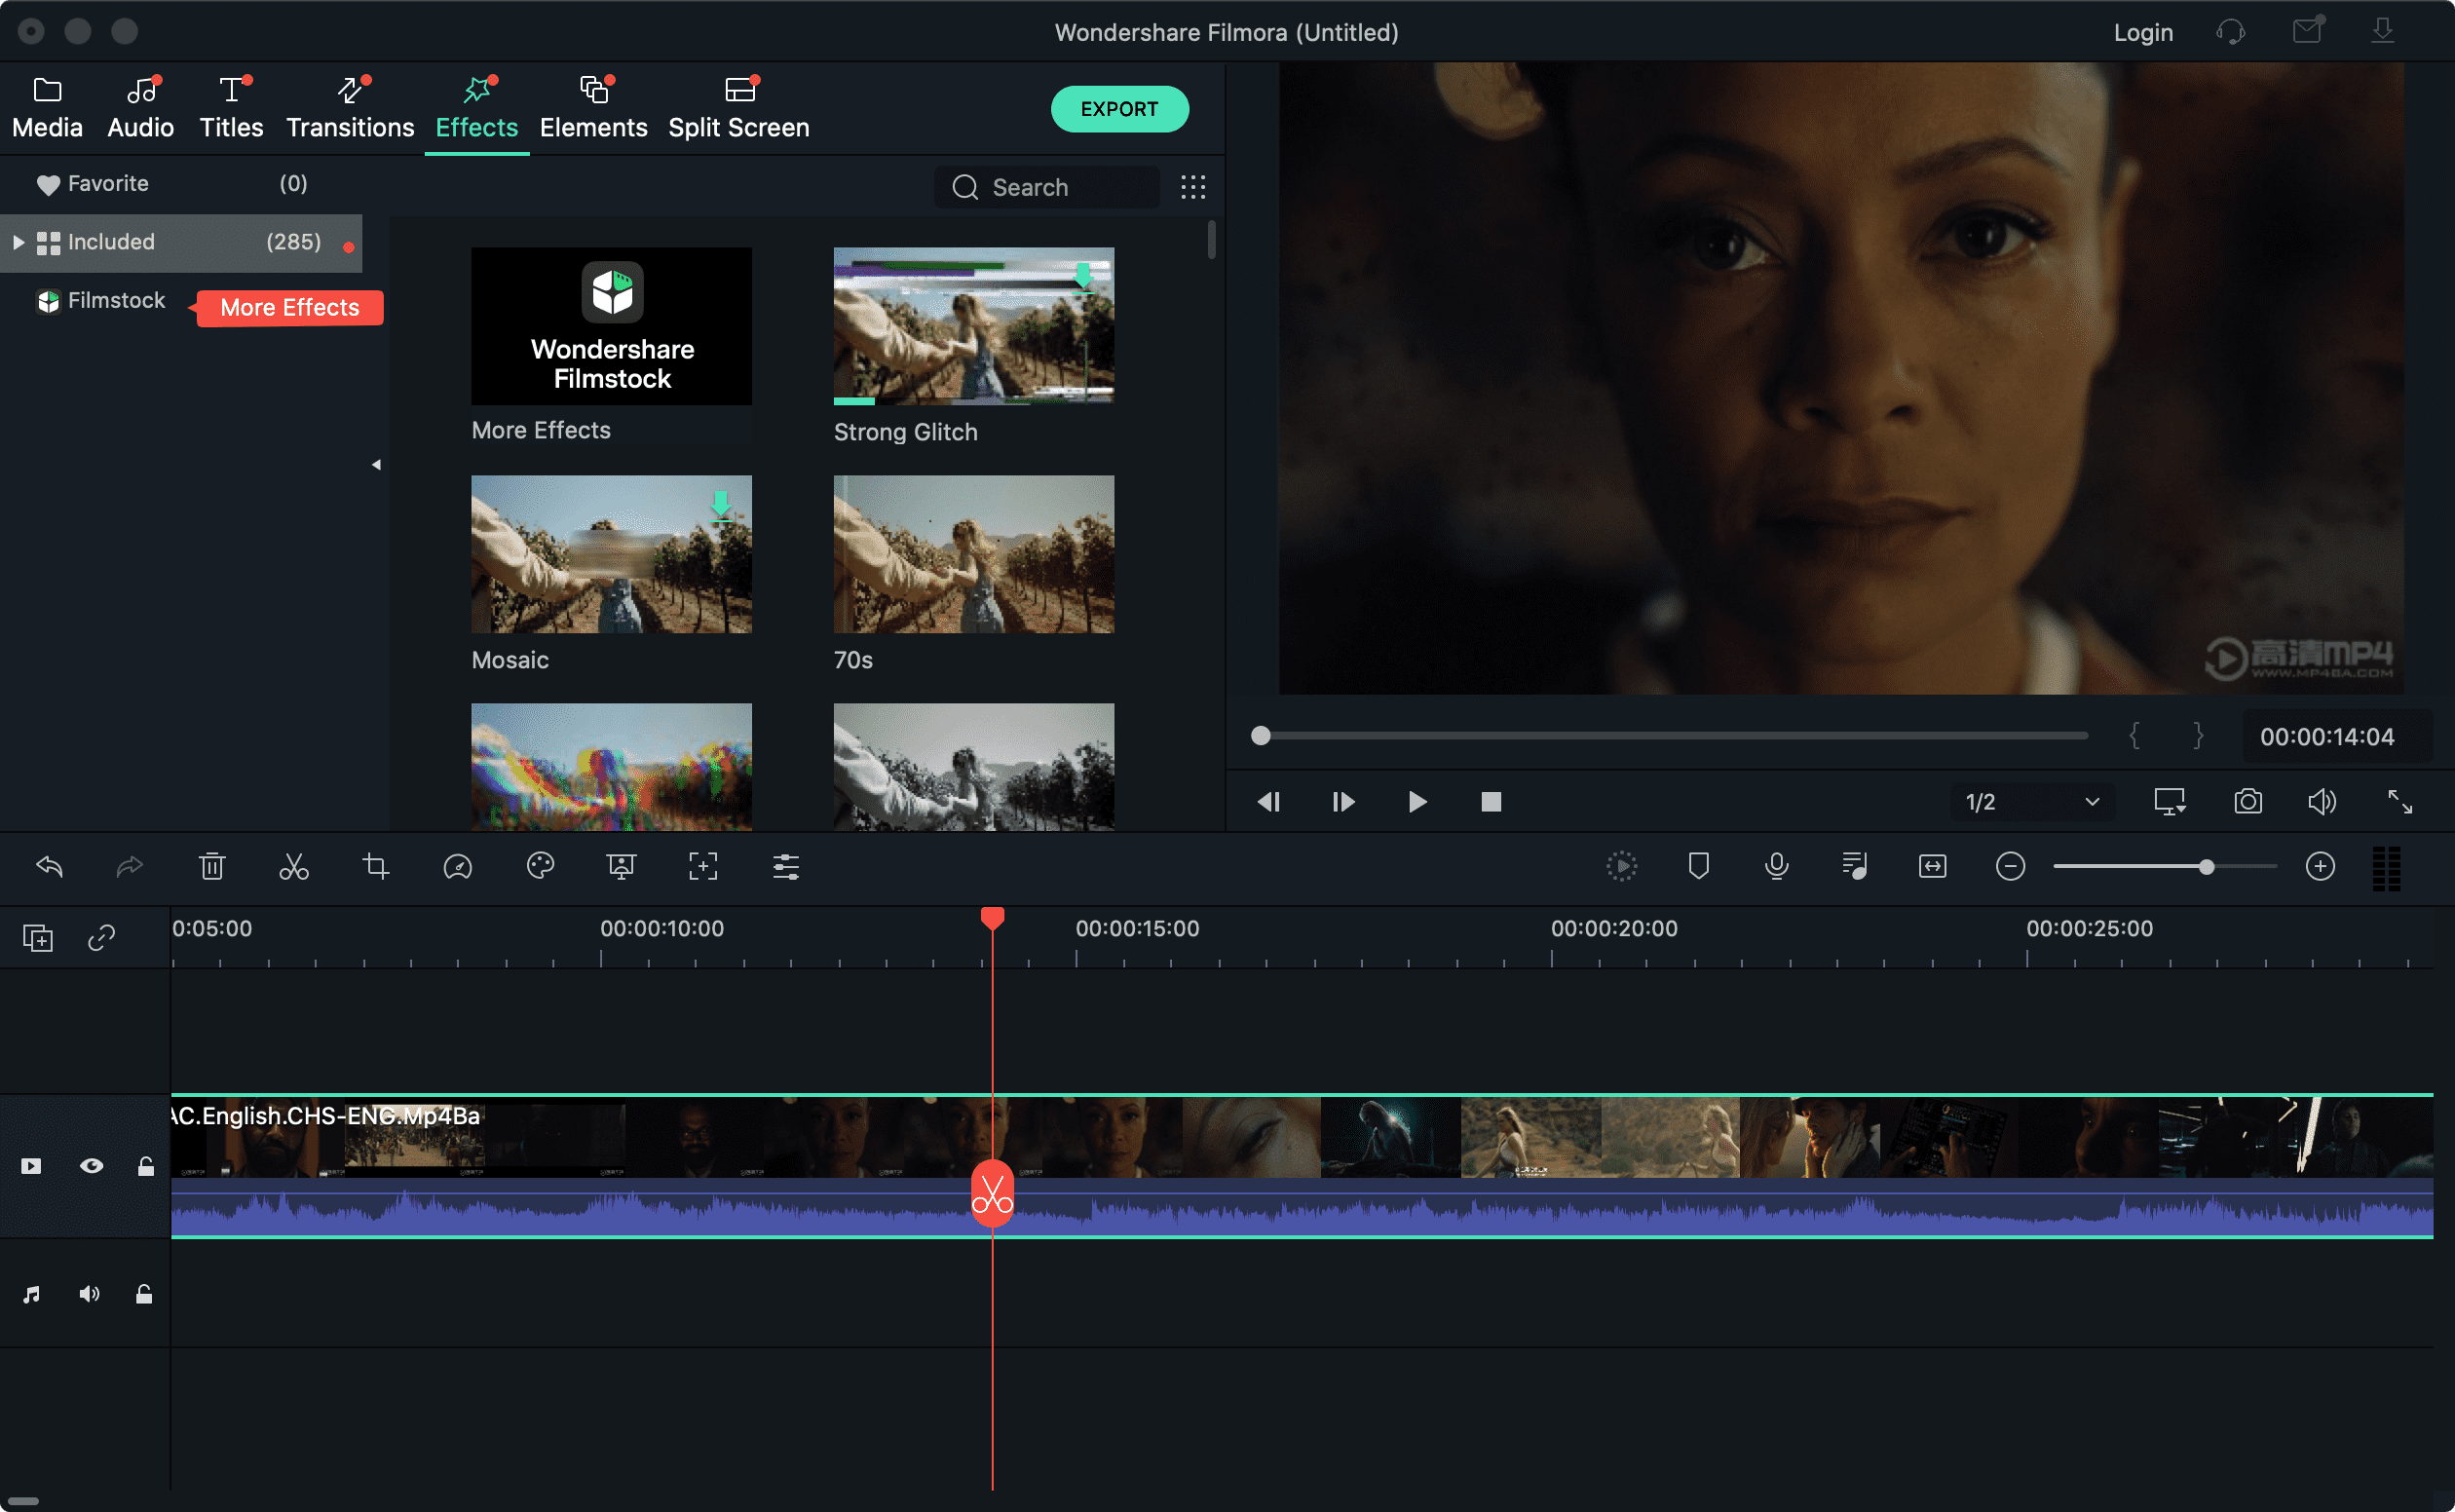 Wondershare Filmora (Untitled)
Login
Media
Audio
Titles
Transitions
Effects
Elements
Split Screen
EXPORT
Favorite (0)
Search
Included (285)
Filmstock
More Effects
Wondershare
Filmstock
More Effects
Strong Glitch
Mosaic
70s
高清MP4
WWW.MP4BA.COM
{ } 00:00:14:04
1/2
0:05:00 00:00:10:00 00:00:15:00 00:00:20:00 00:00:25:00
AC.English.CHS-ENG.Mp4Ba